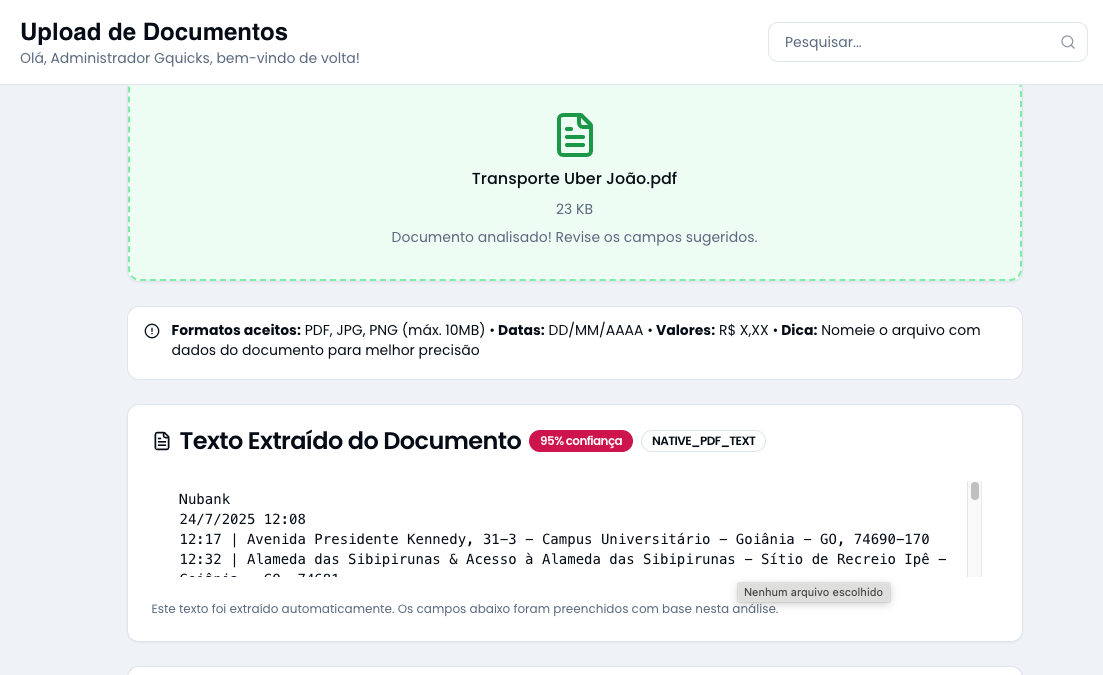 Upload de Documentos
Olá, Administrador Gquicks, bem-vindo de volta!
Pesquisar...
Transporte Uber João.pdf
23 KB
Documento analisado! Revise os campos sugeridos.
Formatos aceitos: PDF, JPG, PNG (máx. 10MB) • Datas: DD/MM/AAAA • Valores: R$ X,XX • Dica: Nomeie o arquivo com
dados do documento para melhor precisão
Texto Extraído do Documento
95% confiança
NATIVE_PDF_TEXT
Nubank
24/7/2025 12:08
12:17 | Avenida Presidente Kennedy, 31-3 - Campus Universitário - Goiânia - GO, 74690-170
12:32 | Alameda das Sibipirunas & Acesso à Alameda das Sibipirunas - Sítio de Recreio Ipê -
Goiânia - GO, 74681
Nenhum arquivo escolhido
Este texto foi extraído automaticamente. Os campos abaixo foram preenchidos com base nesta análise.